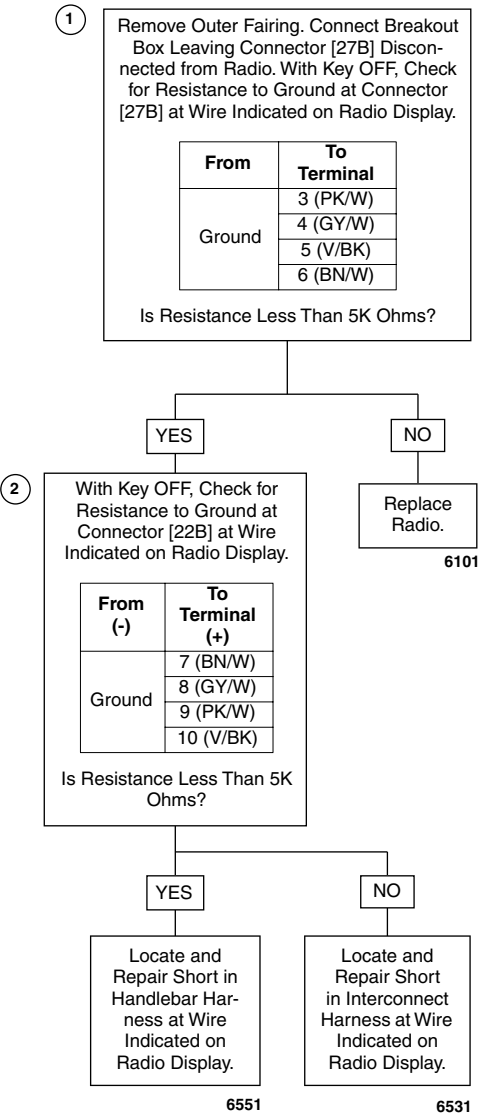 1
Remove Outer Fairing. Connect Breakout
Box Leaving Connector [27B] Discon-
nected from Radio. With Key OFF, Check
for Resistance to Ground at Connector
[27B] at Wire Indicated on Radio Display.
From
To
Terminal
Ground
3 (PK/W)
4 (GY/W)
5 (V/BK)
6 (BN/W)
Is Resistance Less Than 5K Ohms?
YES
NO
Replace
Radio.
6101
2
With Key OFF, Check for
Resistance to Ground at
Connector [22B] at Wire
Indicated on Radio Display.
From
(-)
To
Terminal
(+)
Ground
7 (BN/W)
8 (GY/W)
9 (PK/W)
10 (V/BK)
Is Resistance Less Than 5K
Ohms?
YES
NO
Locate and
Repair Short in
Handlebar Har-
ness at Wire
Indicated on
Radio Display.
6551
Locate and
Repair Short
in Interconnect
Harness at Wire
Indicated on
Radio Display.
6531